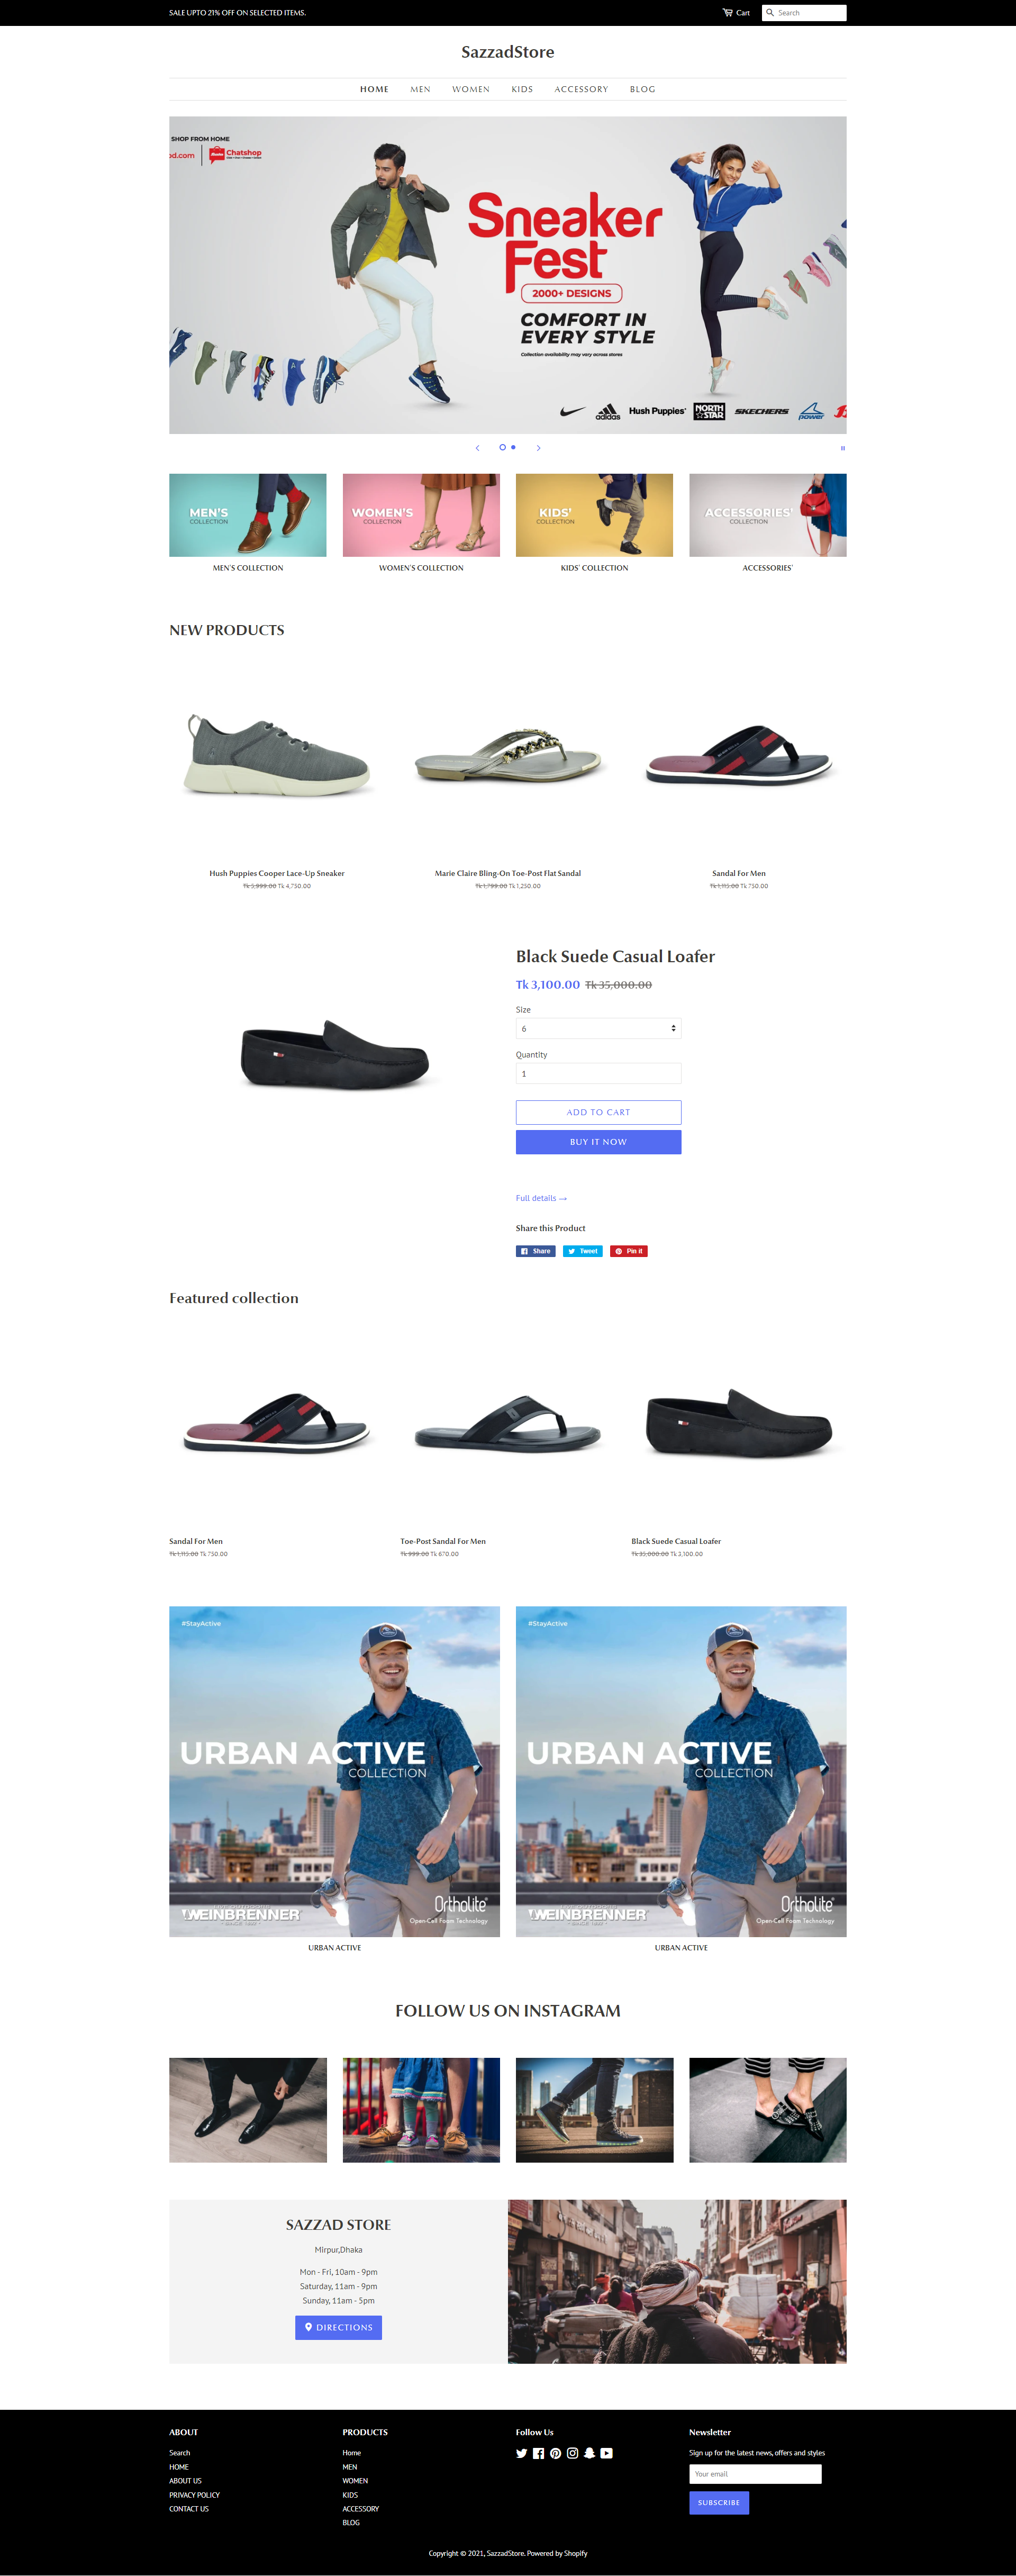 SALE UPTO 21% OFF ON SELECTED ITEMS.
Cart
Search
SazzadStore
HOME
MEN
WOMEN
KIDS
ACCESSORY
BLOG
SHOP FROM HOME
d.com
Chatshop
Sneaker
Fest
2000+ DESIGNS
COMFORT IN
EVERY STYLE
Collection availability may vary across stores
adidas
Hush Puppies
NORTH
STAR
SKECHERS
power
MEN'S
COLLECTION
WOMEN'S
COLLECTION
KIDS'
COLLECTION
ACCESSORIES'
COLLECTION
MEN'S COLLECTION
WOMEN'S COLLECTION
KIDS' COLLECTION
ACCESSORIES'
NEW PRODUCTS
Hush Puppies Cooper Lace-Up Sneaker
Tk 5,999.00 Tk 4,750.00
Marie Claire Bling-On Toe-Post Flat Sandal
Tk 1,799.00 Tk 1,250.00
Sandal For Men
Tk 1,115.00 Tk 750.00
Black Suede Casual Loafer
Tk 3,100.00 Tk 35,000.00
Size
6
Quantity
1
ADD TO CART
BUY IT NOW
Full details →
Share this Product
Share
Tweet
Pin it
Featured collection
Sandal For Men
Tk 1,115.00 Tk 750.00
Toe-Post Sandal For Men
Tk 999.00 Tk 670.00
Black Suede Casual Loafer
Tk 35,000.00 Tk 3,100.00
#StayActive
URBAN ACTIVE
COLLECTION
WEINBRENNER
Ortholite
Open-Cell Foam Technology
#StayActive
URBAN ACTIVE
COLLECTION
WEINBRENNER
Ortholite
Open-Cell Foam Technology
URBAN ACTIVE
URBAN ACTIVE
FOLLOW US ON INSTAGRAM
SAZZAD STORE
Mirpur,Dhaka
Mon - Fri, 10am - 9pm
Saturday, 11am - 9pm
Sunday, 11am - 5pm
DIRECTIONS
ABOUT
Search
HOME
ABOUT US
PRIVACY POLICY
CONTACT US
PRODUCTS
Home
MEN
WOMEN
KIDS
ACCESSORY
BLOG
Follow Us
Newsletter
Sign up for the latest news, offers and styles
Your email
SUBSCRIBE
Copyright © 2021, SazzadStore. Powered by Shopify